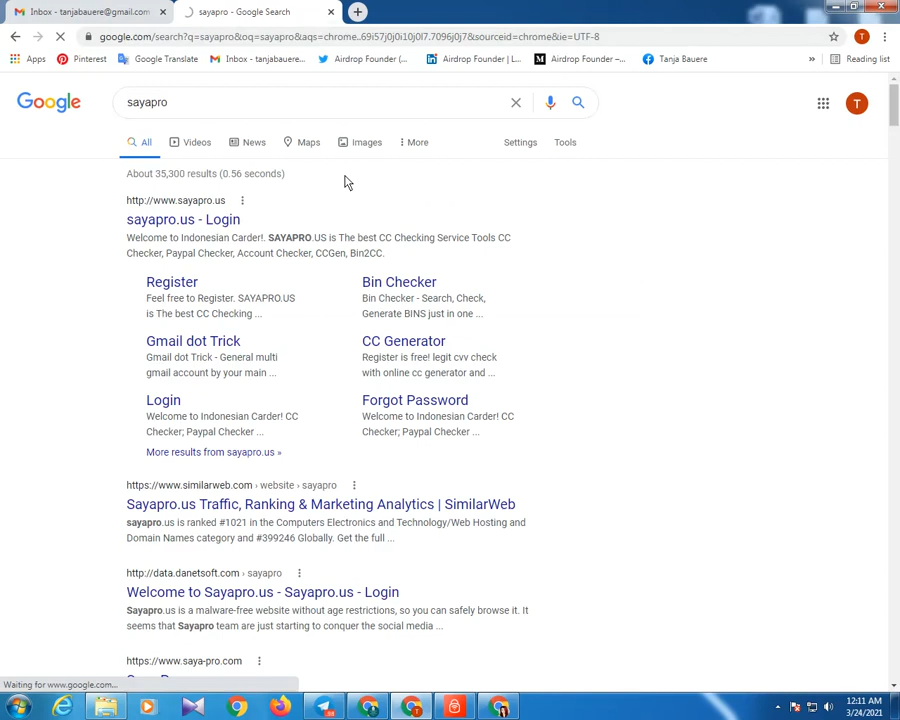 Inbox - tanjabauere@gmail.com
sayapro - Google Search
google.com/search?q=sayapro&oq=sayapro&aqs=chrome..69i57j0j0i10j0l7.7096j0j7&sourceid=chrome&ie=UTF-8
Apps Pinterest Google Translate Inbox - tanjabauere... Airdrop Founder (... Airdrop Founder | L... Airdrop Founder –... Tanja Bauere » Reading list
Google
sayapro
T
All Videos News Maps Images More Settings Tools
About 35,300 results (0.56 seconds)
http://www.sayapro.us
sayapro.us - Login
Welcome to Indonesian Carder!. SAYAPRO.US is The best CC Checking Service Tools CC
Checker, Paypal Checker, Account Checker, CCGen, Bin2CC.
Register
Feel free to Register. SAYAPRO.US
is The best CC Checking ...
Bin Checker
Bin Checker - Search, Check,
Generate BINS just in one ...
Gmail dot Trick
Gmail dot Trick - General multi
gmail account by your main ...
CC Generator
Register is free! legit cvv check
with online cc generator and ...
Login
Welcome to Indonesian Carder! CC
Checker; Paypal Checker ...
Forgot Password
Welcome to Indonesian Carder! CC
Checker; Paypal Checker ...
More results from sayapro.us »
https://www.similarweb.com › website › sayapro
Sayapro.us Traffic, Ranking & Marketing Analytics | SimilarWeb
sayapro.us is ranked #1021 in the Computers Electronics and Technology/Web Hosting and
Domain Names category and #399246 Globally. Get the full ...
http://data.danetsoft.com › sayapro
Welcome to Sayapro.us - Sayapro.us - Login
Sayapro.us is a malware-free website without age restrictions, so you can safely browse it. It
seems that Sayapro team are just starting to conquer the social media ...
https://www.saya-pro.com
Waiting for www.google.com...
12:11 AM
3/24/2021